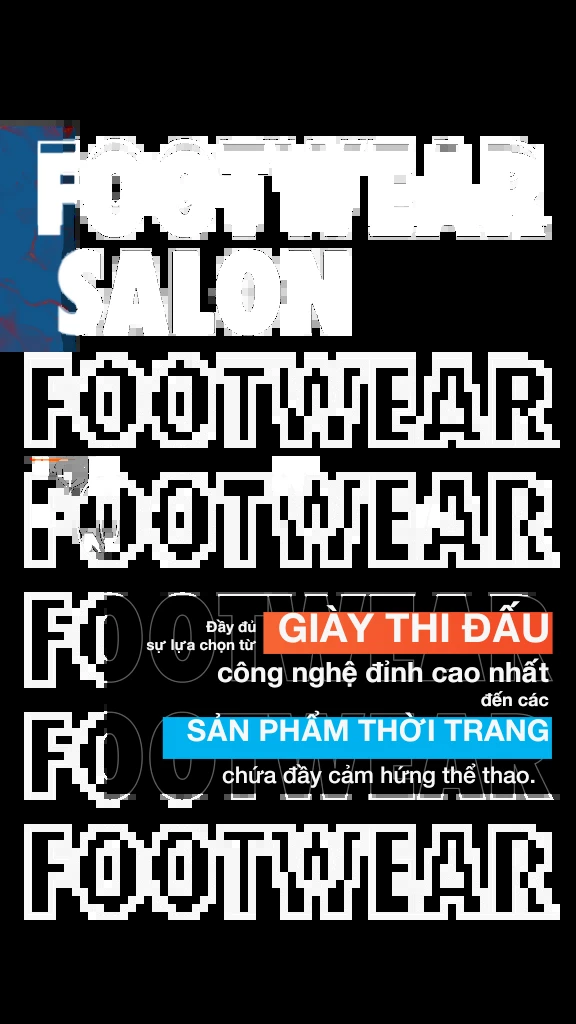 FOOTWEAR
SALON
FOOTWEAR
FOOTWEAR
FOOTWEAR
Đầy đủ
sự lựa chọn từ
GIÀY THI ĐẤU
công nghệ đỉnh cao nhất
đến các
FOOTWEAR
SẢN PHẨM THỜI TRANG
chứa đầy cảm hứng thể thao.
FOOTWEAR